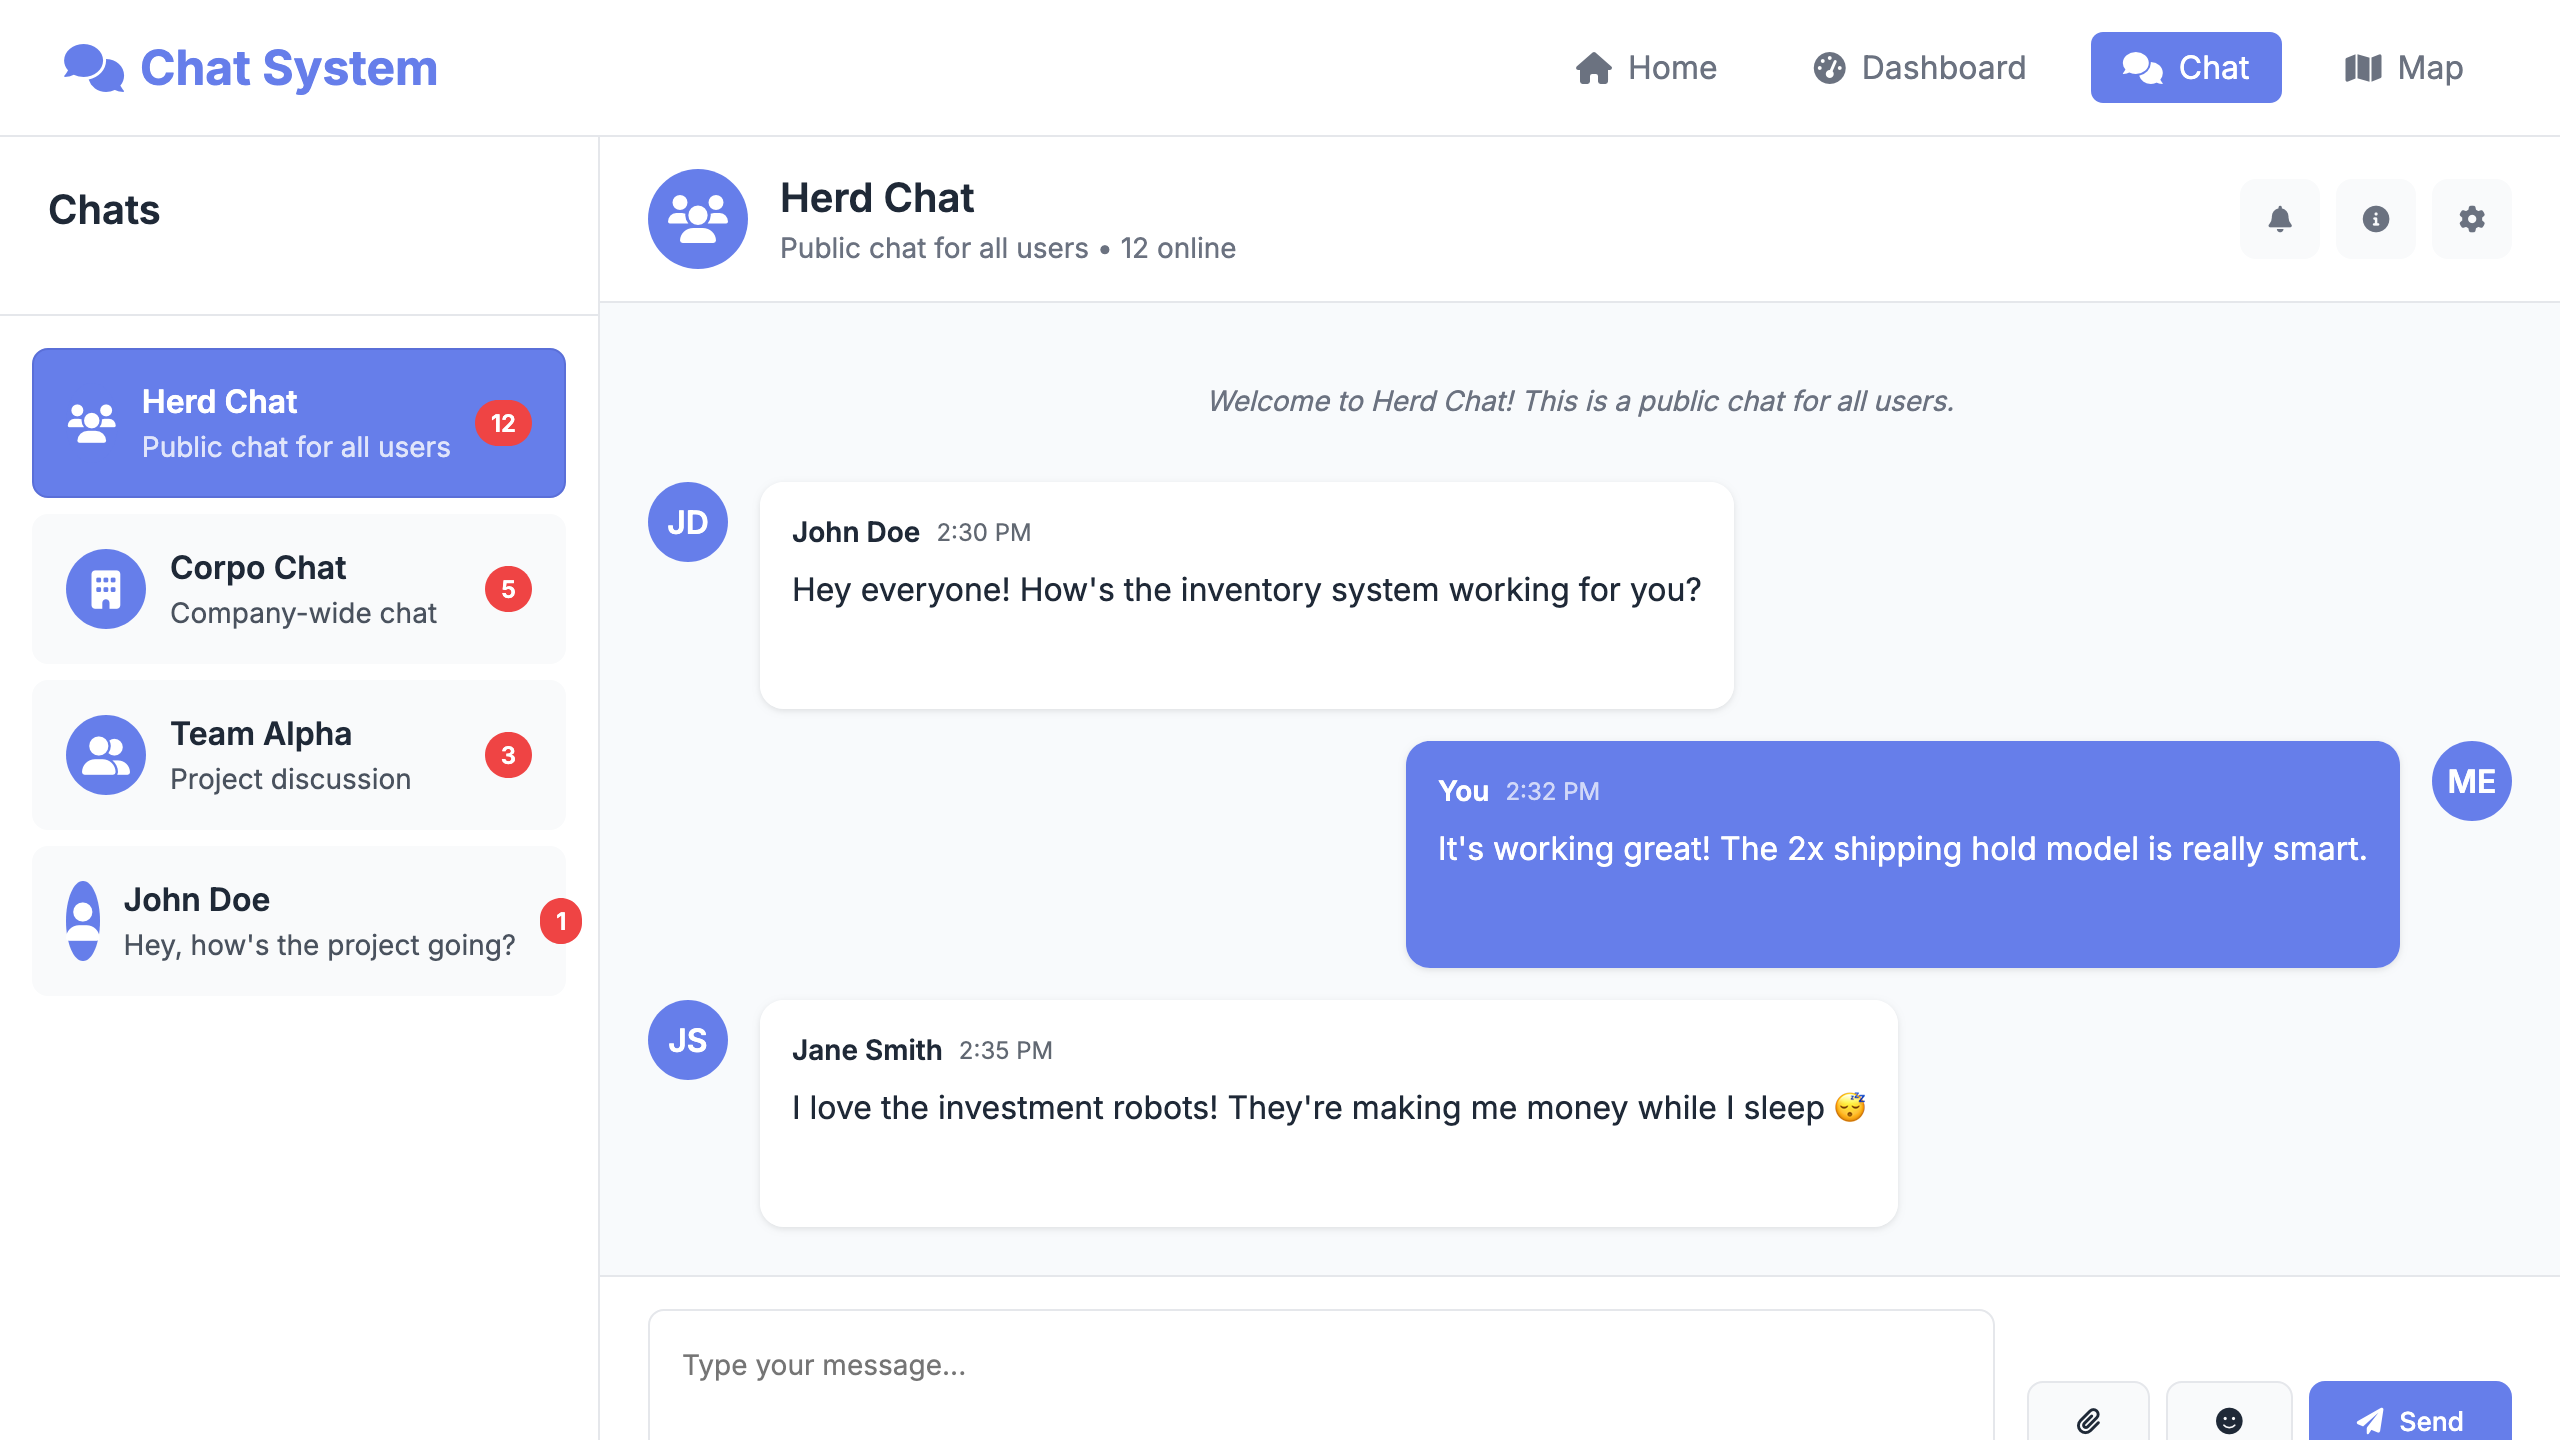 Chat System
Home
Dashboard
Chat
Map
Chats
Herd Chat
Public chat for all users
12
Corpo Chat
Company-wide chat
5
Team Alpha
Project discussion
3
John Doe
Hey, how's the project going?
1
Herd Chat
Public chat for all users • 12 online
Welcome to Herd Chat! This is a public chat for all users.
JD
John Doe 2:30 PM
Hey everyone! How's the inventory system working for you?
You 2:32 PM
It's working great! The 2x shipping hold model is really smart.
ME
JS
Jane Smith 2:35 PM
I love the investment robots! They're making me money while I sleep 😴
Type your message...
Send